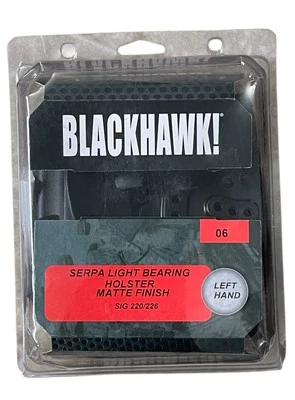 BLACKHAWK!
06
SERPA LIGHT BEARING
HOLSTER
MATTE FINISH
SIG 220/226
LEFT
HAND